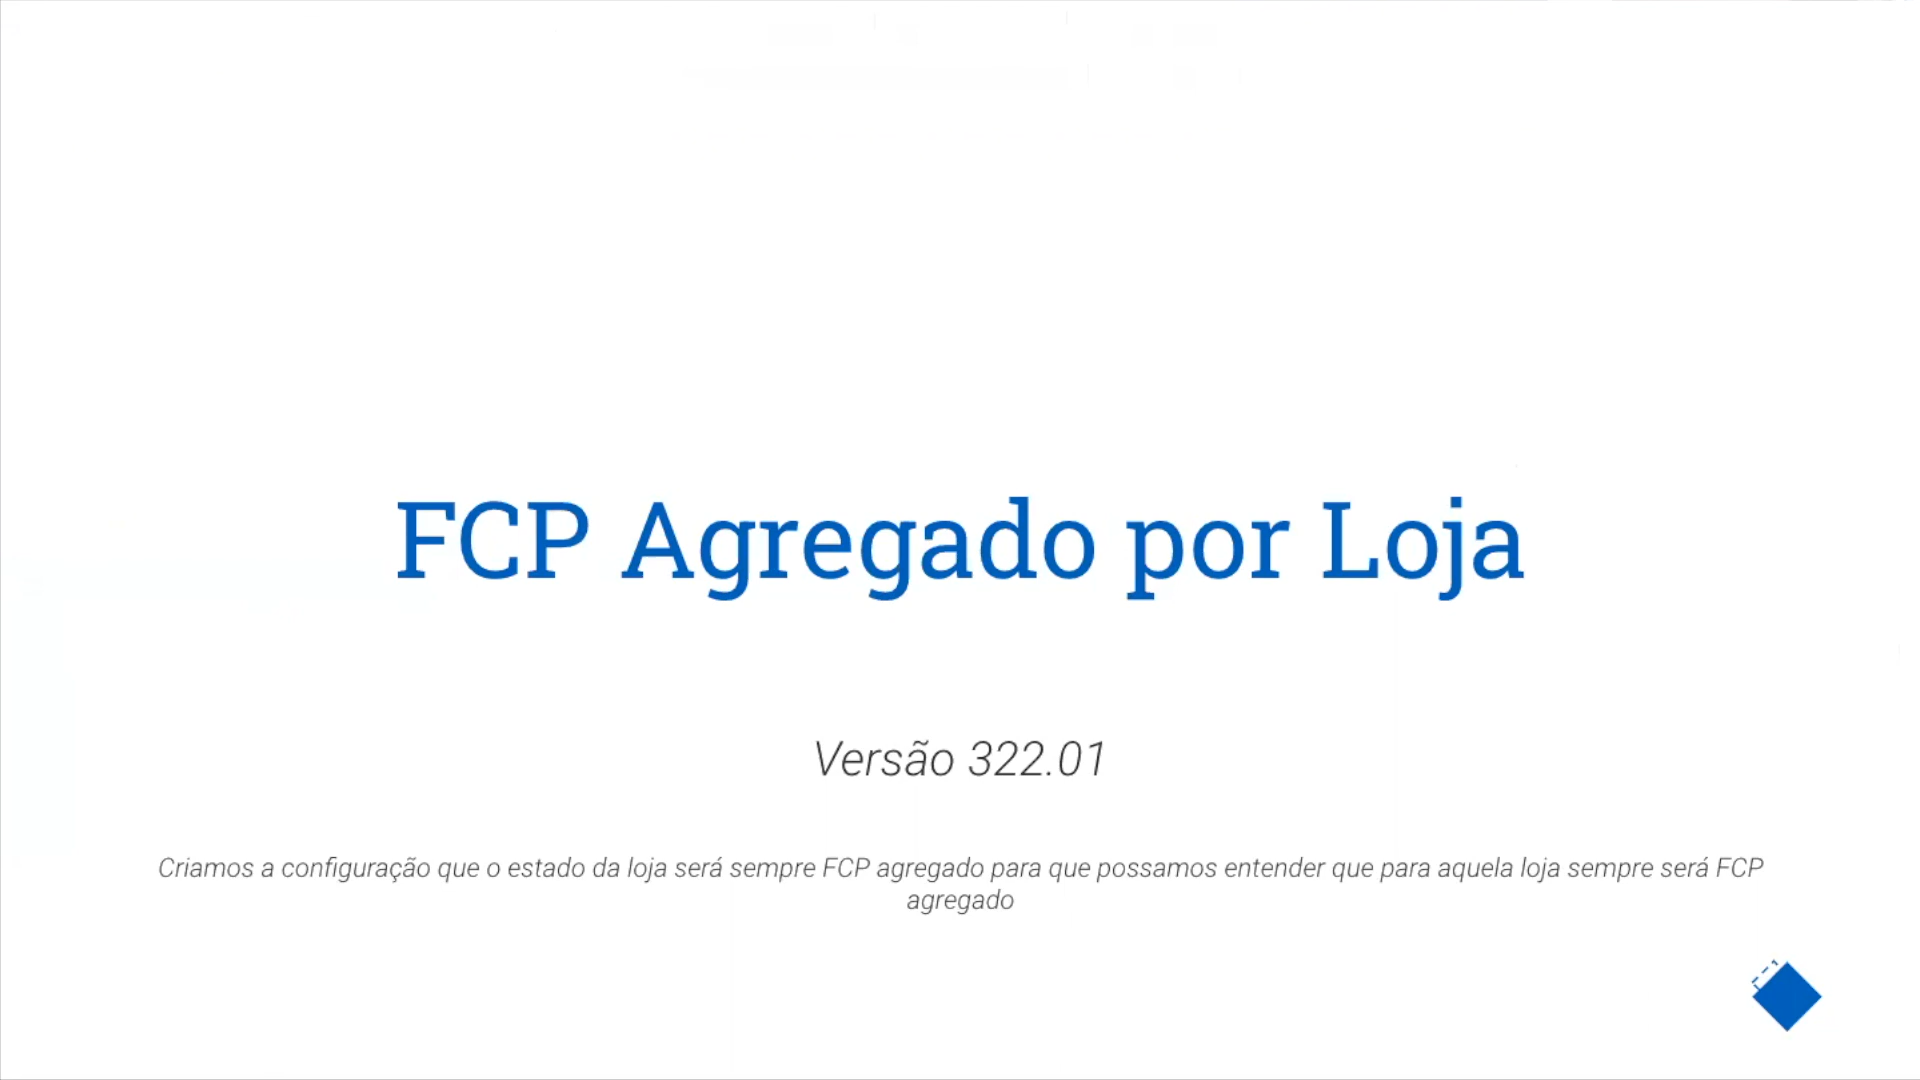 FCP Agregado por Loja
Versão 322.01
Criamos a configuração que o estado da loja será sempre FCP agregado para que possamos entender que para aquela loja sempre será FCP
agregado